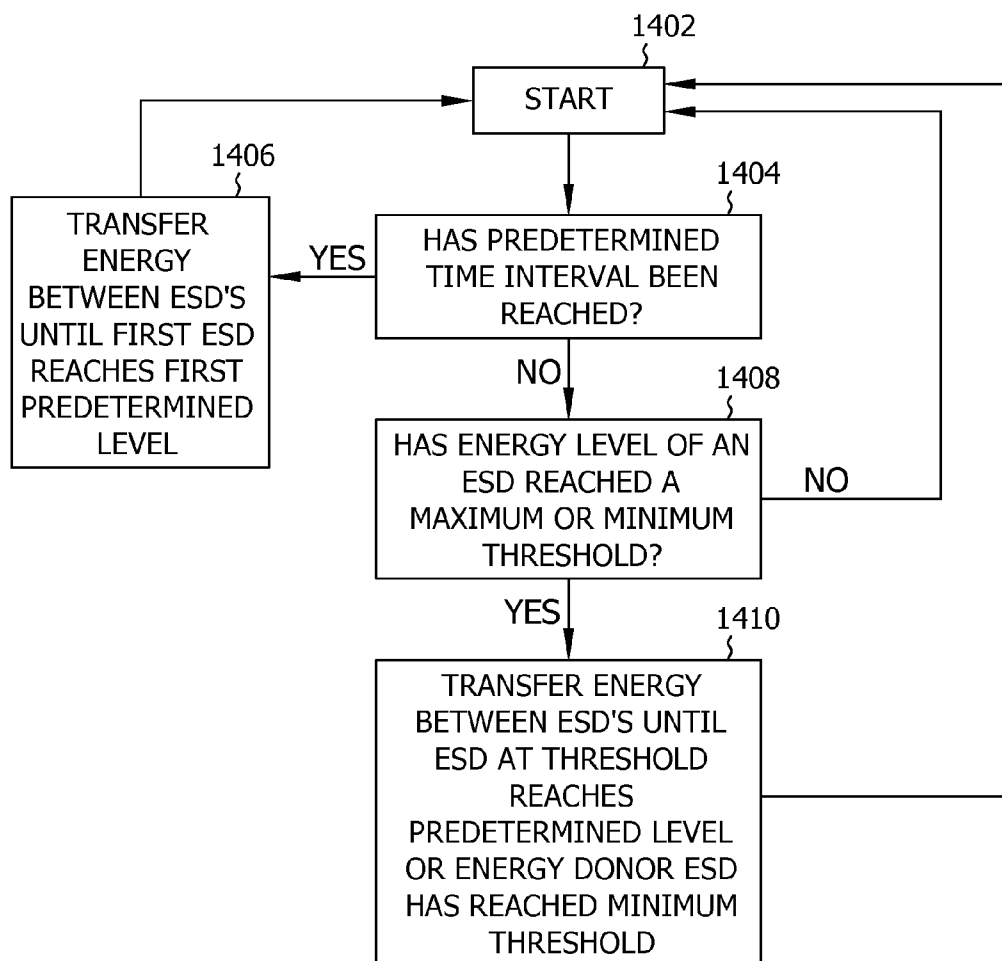 1402
START
1406
TRANSFER
ENERGY
BETWEEN ESD'S
UNTIL FIRST ESD
REACHES FIRST
PREDETERMINED
LEVEL
YES
1404
HAS PREDETERMINED
TIME INTERVAL BEEN
REACHED?
NO
1408
HAS ENERGY LEVEL OF AN
ESD REACHED A
MAXIMUM OR MINIMUM
THRESHOLD?
NO
YES
1410
TRANSFER ENERGY
BETWEEN ESD'S UNTIL
ESD AT THRESHOLD
REACHES
PREDETERMINED LEVEL
OR ENERGY DONOR ESD
HAS REACHED MINIMUM
THRESHOLD